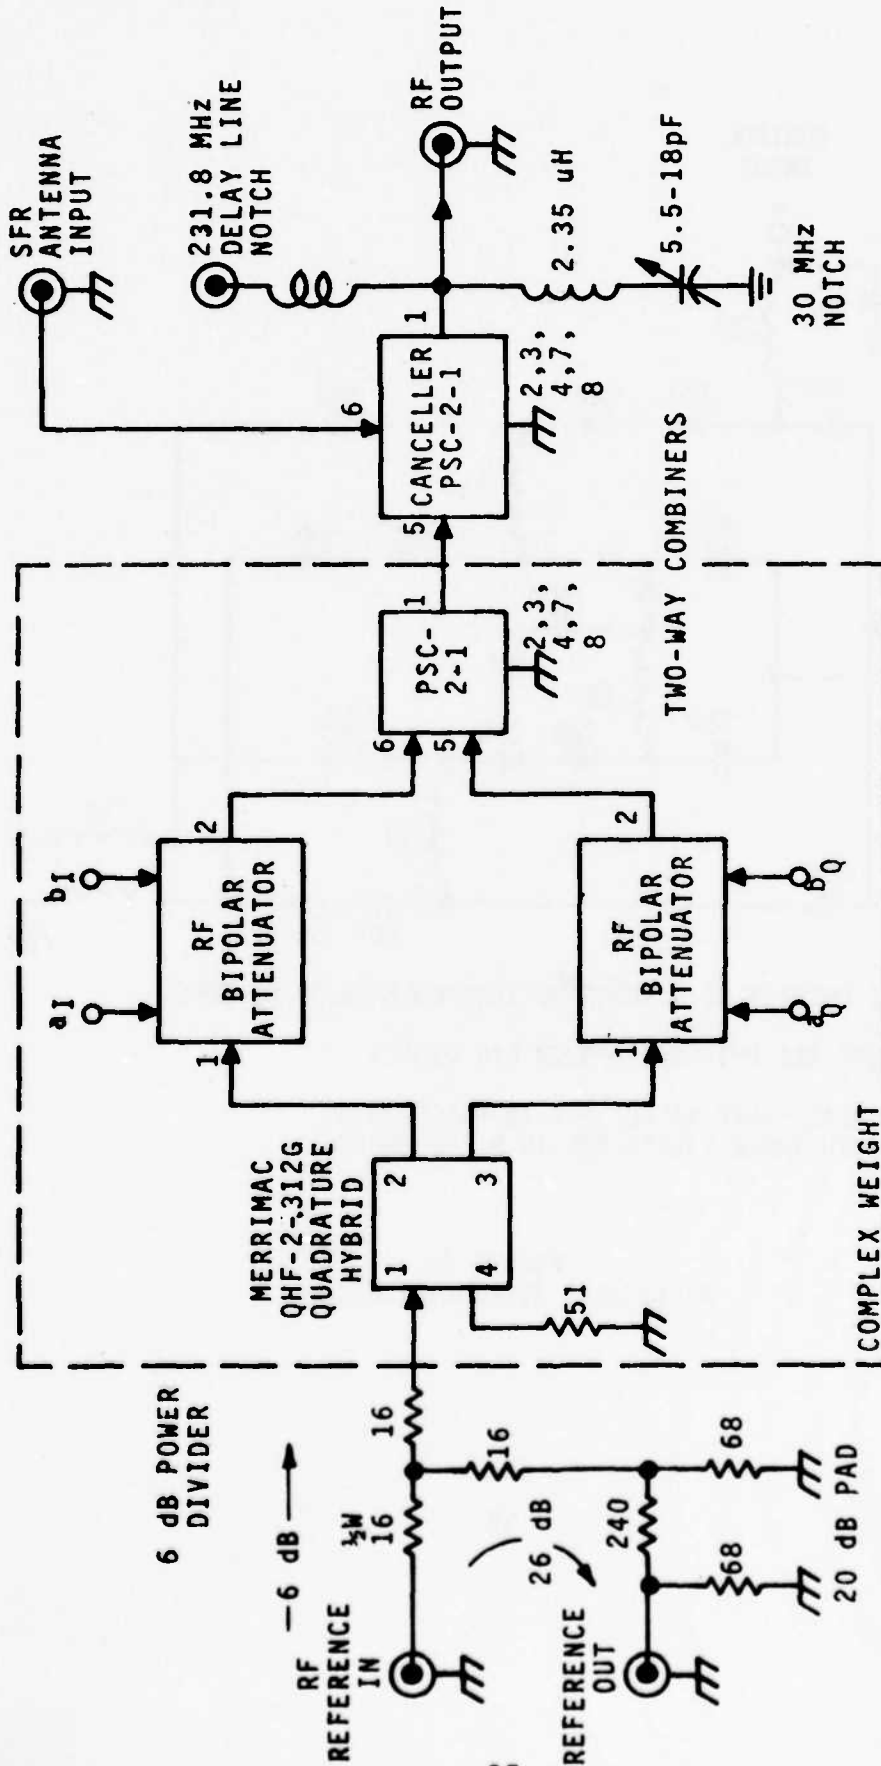 6 dB POWER
DIVIDER
—6 dB
RF
REFERENCE
IN
½W
16
16
16
26 dB
REFERENCE
OUT
240
68
68
20 dB PAD
MERRIMAC
QHF-2-.312G
QUADRATURE
HYBRID
1
2
3
4
51
COMPLEX WEIGHT
aI
bI
1
RF
BIPOLAR
ATTENUATOR
2
1
RF
BIPOLAR
ATTENUATOR
2
aQ
bQ
6
5
PSC-
2-1
1
2,3,
4,7,
8
TWO-WAY COMBINERS
5
6
CANCELLER
PSC-2-1
1
2,3,
4,7,
8
SFR
ANTENNA
INPUT
231.8 MHz
DELAY LINE
NOTCH
RF
OUTPUT
2.35 uH
5.5-18pF
30 MHz
NOTCH